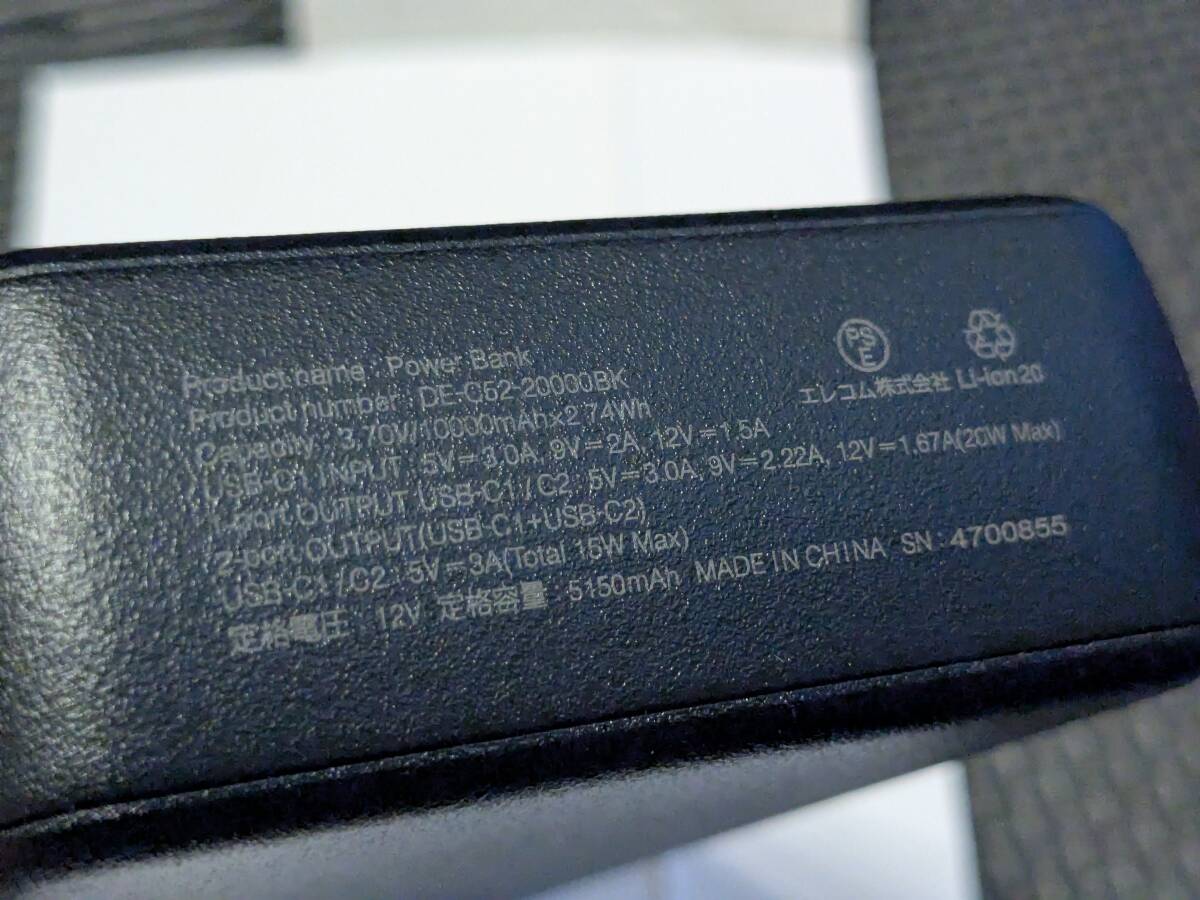 Product name : Power Bank
Product number : DE-C52-20000BK
Capacity : 3.70V/10000mAh×2 74Wh
USB-C1 INPUT : 5V=3.0A, 9V=2A, 12V=1.5A
1-port OUTPUT USB-C1 / C2 : 5V=3.0A, 9V=2.22A, 12V=1.67A(20W Max)
2-port OUTPUT(USB-C1+USB-C2)
USB-C1 / C2 : 5V=3A(Total 15W Max)
定格電圧 : 12V 定格容量 : 5150mAh MADE IN CHINA SN : 4700855
PSE
エレコム株式会社 Li-ion20